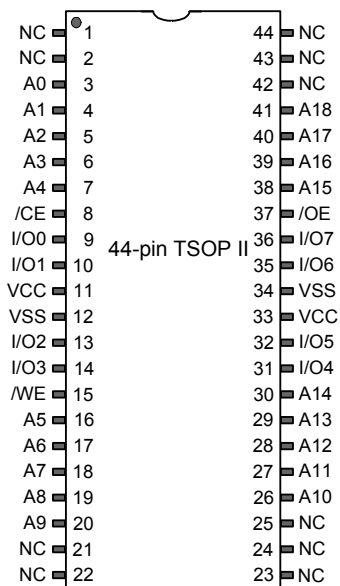 NC 1 44 NC
NC 2 43 NC
A0 3 42 NC
A1 4 41 A18
A2 5 40 A17
A3 6 39 A16
A4 7 38 A15
/CE 8 37 /OE
I/O0 9 44-pin TSOP II 36 I/O7
I/O1 10 35 I/O6
VCC 11 34 VSS
VSS 12 33 VCC
I/O2 13 32 I/O5
I/O3 14 31 I/O4
/WE 15 30 A14
A5 16 29 A13
A6 17 28 A12
A7 18 27 A11
A8 19 26 A10
A9 20 25 NC
NC 21 24 NC
NC 22 23 NC